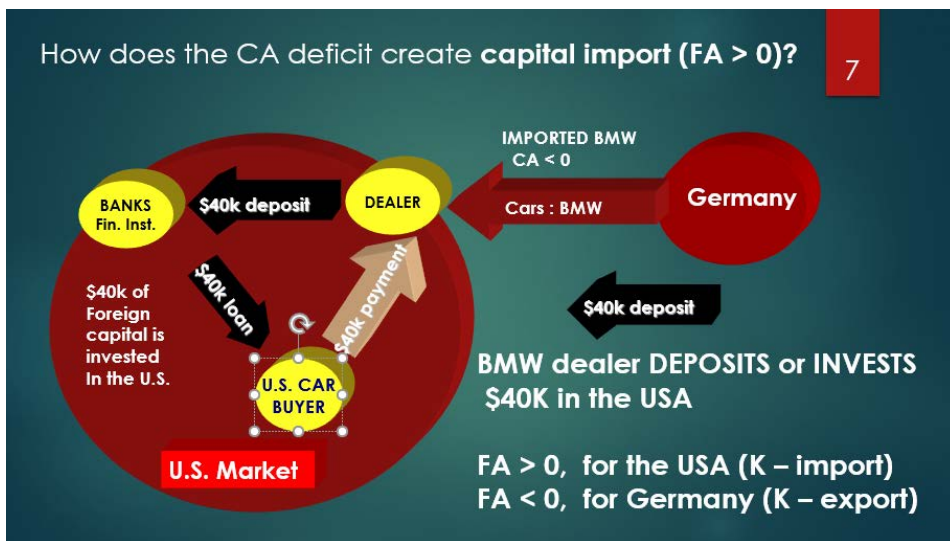 How does the CA deficit create capital import (FA > 0)?
7
IMPORTED BMW
CA < 0
BANKS
Fin. Inst.
$40k deposit
DEALER
Cars : BMW
Germany
$40k loan
$40k payment
$40k of
Foreign
capital is
invested
In the U.S.
$40k deposit
U.S. CAR
BUYER
BMW dealer DEPOSITS or INVESTS
$40K in the USA
U.S. Market
FA > 0, for the USA (K – import)
FA < 0, for Germany (K – export)